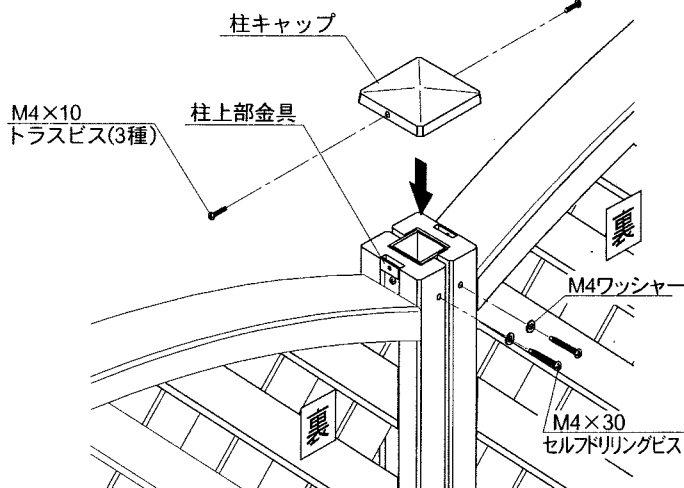 柱キャップ
M4×10
トラスビス(3種)
柱上部金具
裏
M4ワッシャー
裏
M4×30
セルフドリリングビス